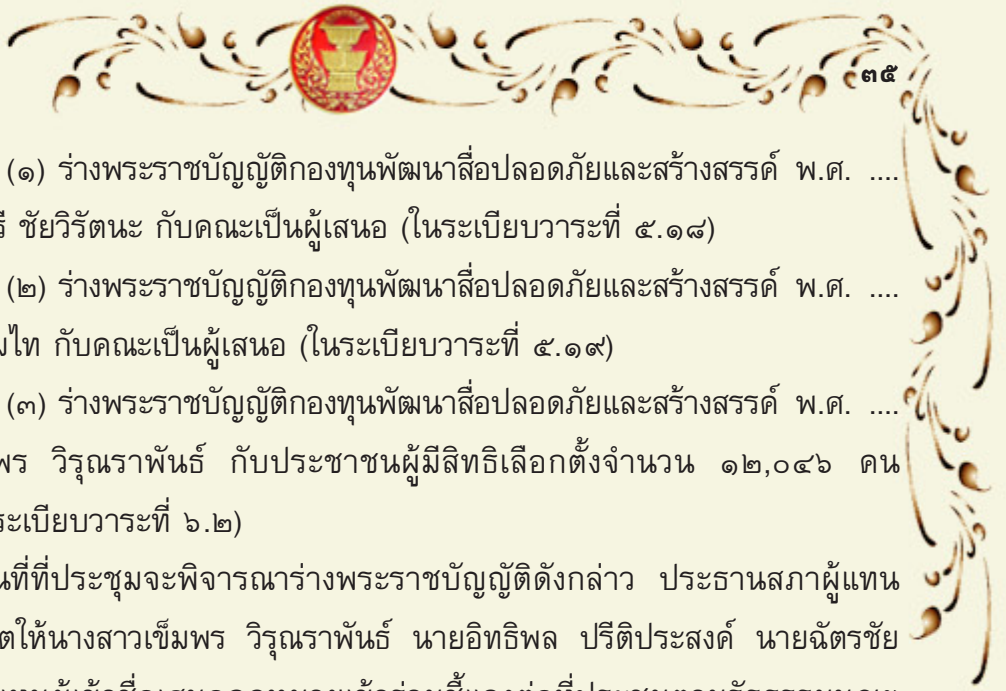 ๓๕
(๑) ร่างพระราชบัญญัติกองทุนพัฒนาสื่อปลอดภัยและสร้างสรรค์ พ.ศ. ....
ชัยวิรัตนะ กับคณะเป็นผู้เสนอ (ในระเบียบวาระที่ ๕.๑๘)
(๒) ร่างพระราชบัญญัติกองทุนพัฒนาสื่อปลอดภัยและสร้างสรรค์ พ.ศ. ....
กับคณะเป็นผู้เสนอ (ในระเบียบวาระที่ ๕.๑๙)
(๓) ร่างพระราชบัญญัติกองทุนพัฒนาสื่อปลอดภัยและสร้างสรรค์ พ.ศ. ....
พร วิรุณราพันธ์ กับประชาชนผู้มีสิทธิเลือกตั้งจำนวน ๑๒,๐๔๖ คน
ระเบียบวาระที่ ๖.๒)
นที่ที่ประชุมจะพิจารณาร่างพระราชบัญญัติดังกล่าว ประธานสภาผู้แทน
ตให้นางสาวเข็มพร วิรุณราพันธ์ นายอิทธิพล ปรีติประสงค์ นายฉัตรชัย